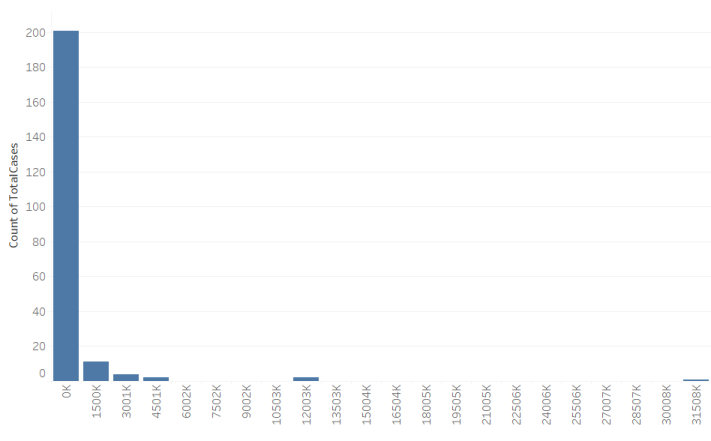 Count of TotalCases
200
180
160
140
120
100
80
60
40
20
0
0K
1500K
3001K
4501K
6002K
7502K
9002K
10503K
12003K
13503K
15004K
16504K
18005K
19505K
21005K
22506K
24006K
25506K
27007K
28507K
30008K
31508K